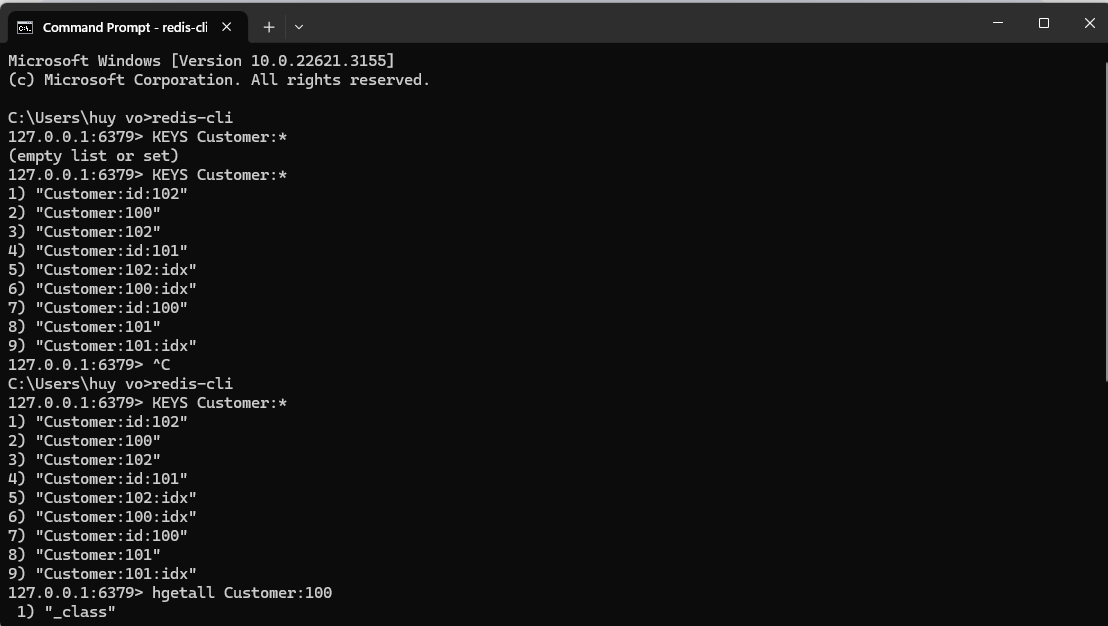 Command Prompt - redis-cli
Microsoft Windows [Version 10.0.22621.3155]
(c) Microsoft Corporation. All rights reserved.
C:\Users\huy vo>redis-cli
127.0.0.1:6379> KEYS Customer:*
(empty list or set)
127.0.0.1:6379> KEYS Customer:*
1) "Customer:id:102"
2) "Customer:100"
3) "Customer:102"
4) "Customer:id:101"
5) "Customer:102:idx"
6) "Customer:100:idx"
7) "Customer:id:100"
8) "Customer:101"
9) "Customer:101:idx"
127.0.0.1:6379> ^C
C:\Users\huy vo>redis-cli
127.0.0.1:6379> KEYS Customer:*
1) "Customer:id:102"
2) "Customer:100"
3) "Customer:102"
4) "Customer:id:101"
5) "Customer:102:idx"
6) "Customer:100:idx"
7) "Customer:id:100"
8) "Customer:101"
9) "Customer:101:idx"
127.0.0.1:6379> hgetall Customer:100
1) "_class"